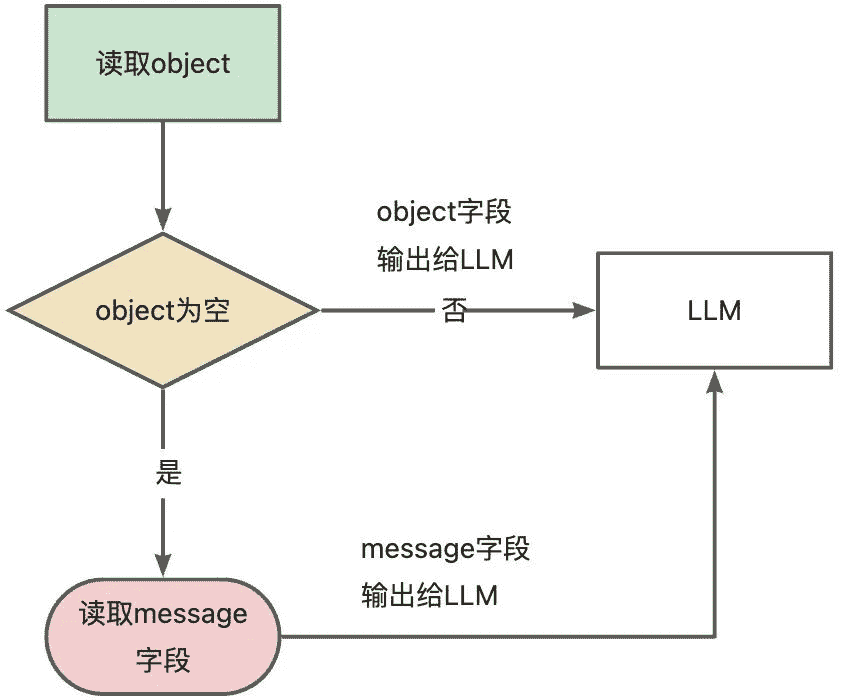 读取object
object字段
输出给LLM
object为空
否
LLM
是
message字段
输出给LLM
读取message
字段